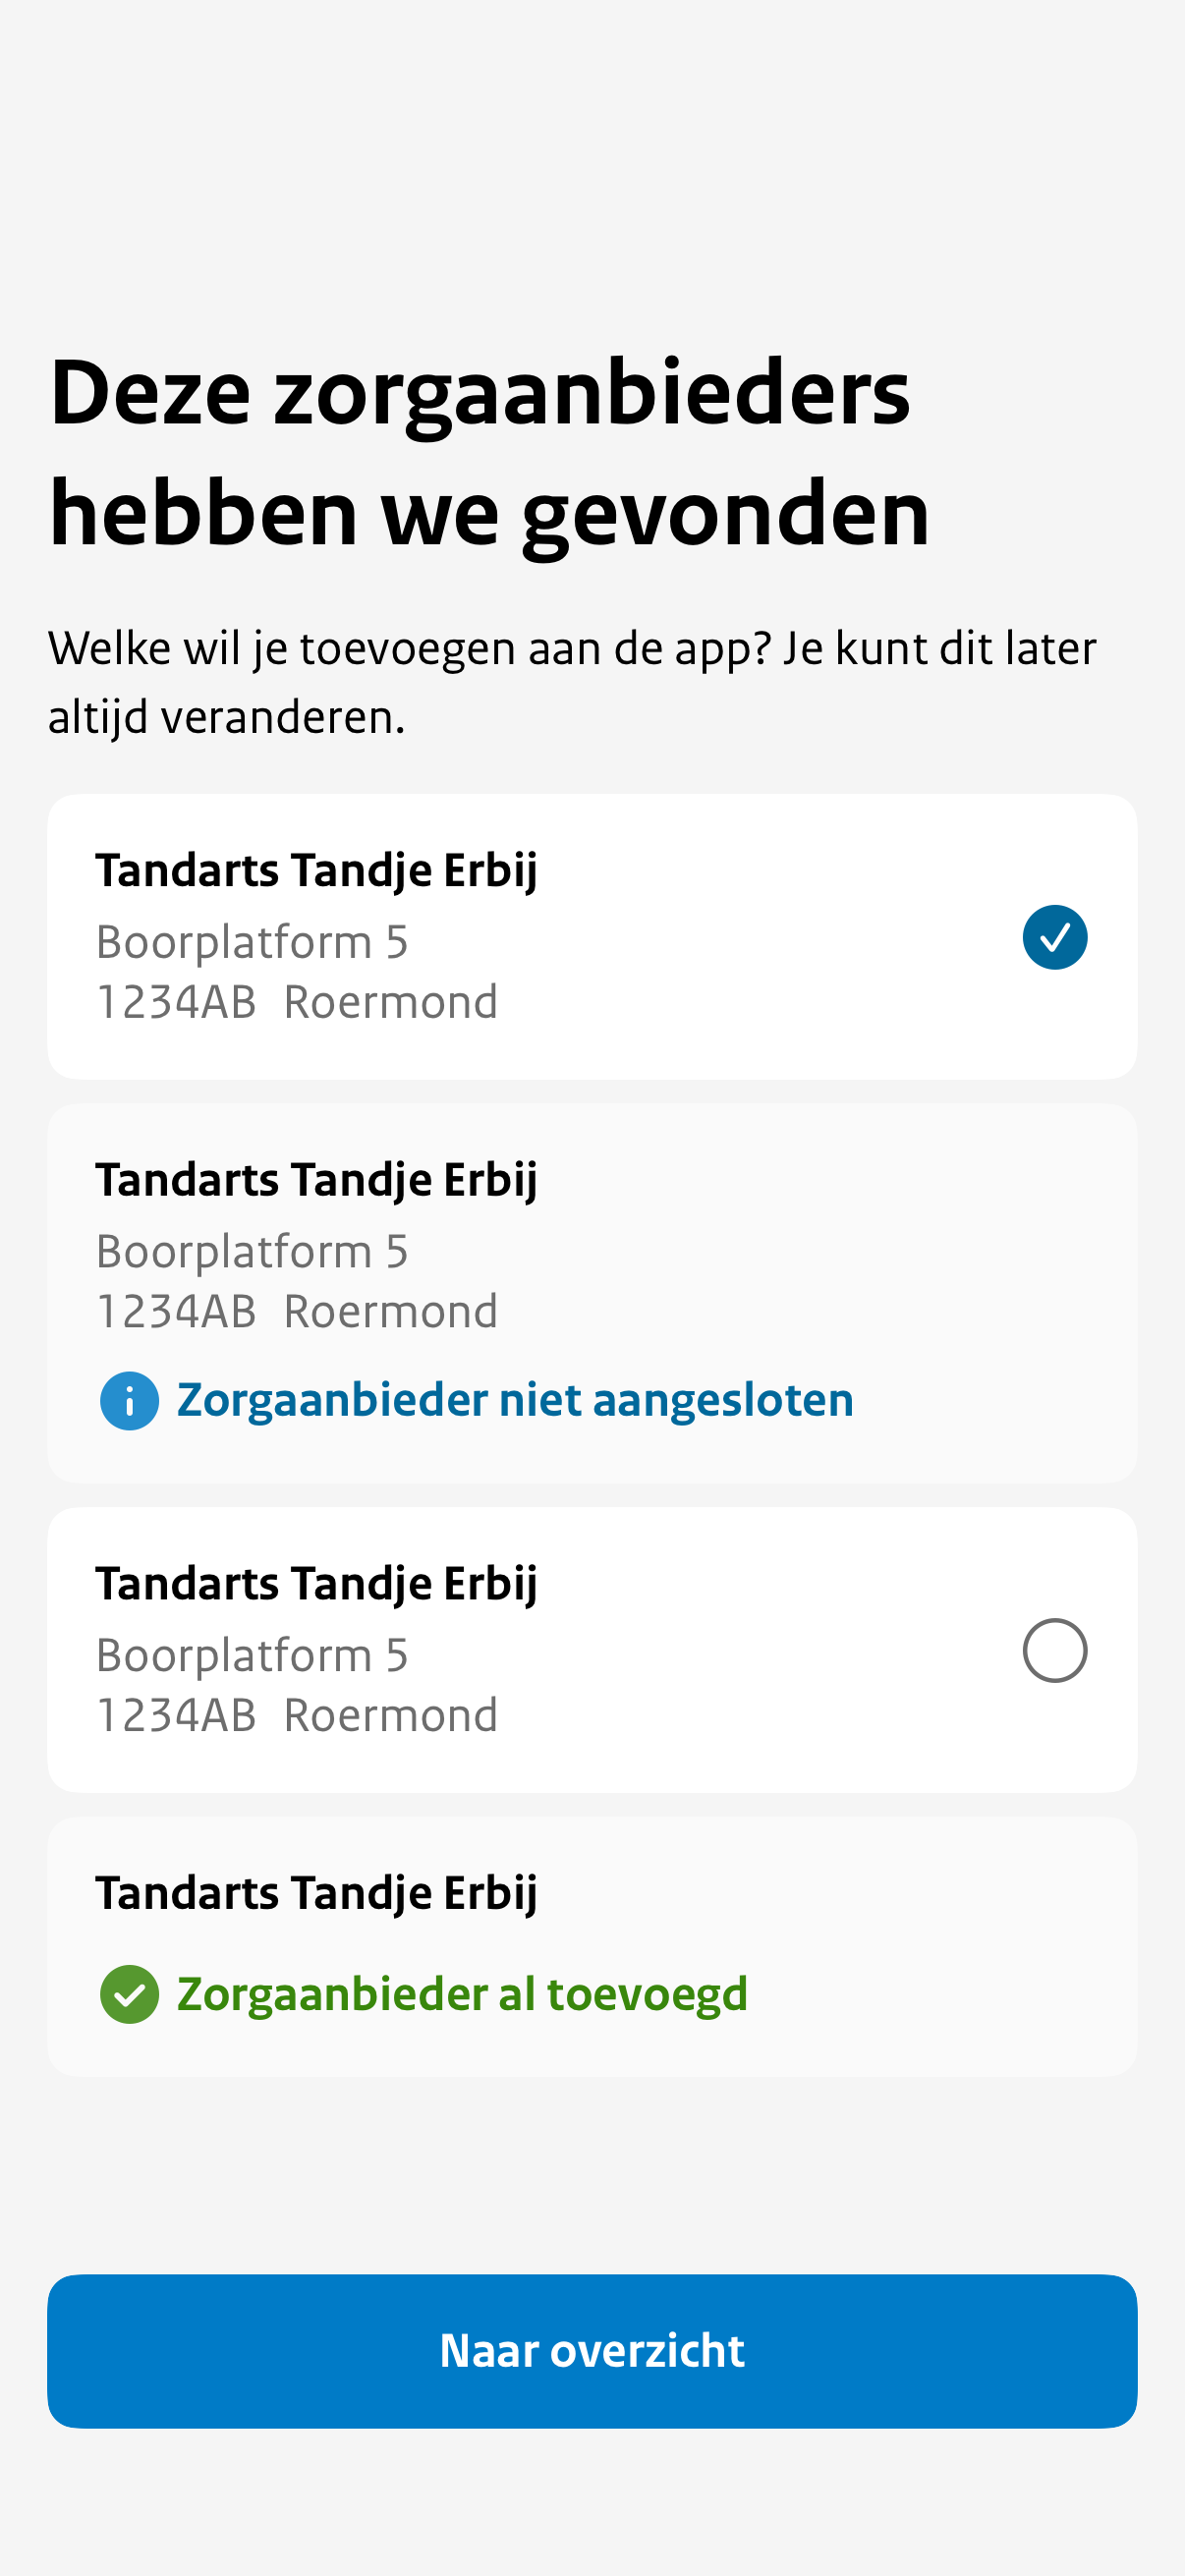 Deze zorgaanbieders
hebben we gevonden
Welke wil je toevoegen aan de app? Je kunt dit later
altijd veranderen.
Tandarts Tandje Erbij
Boorplatform 5
1234AB Roermond
Tandarts Tandje Erbij
Boorplatform 5
1234AB Roermond
Zorgaanbieder niet aangesloten
Tandarts Tandje Erbij
Boorplatform 5
1234AB Roermond
Tandarts Tandje Erbij
Zorgaanbieder al toevoegd
Naar overzicht